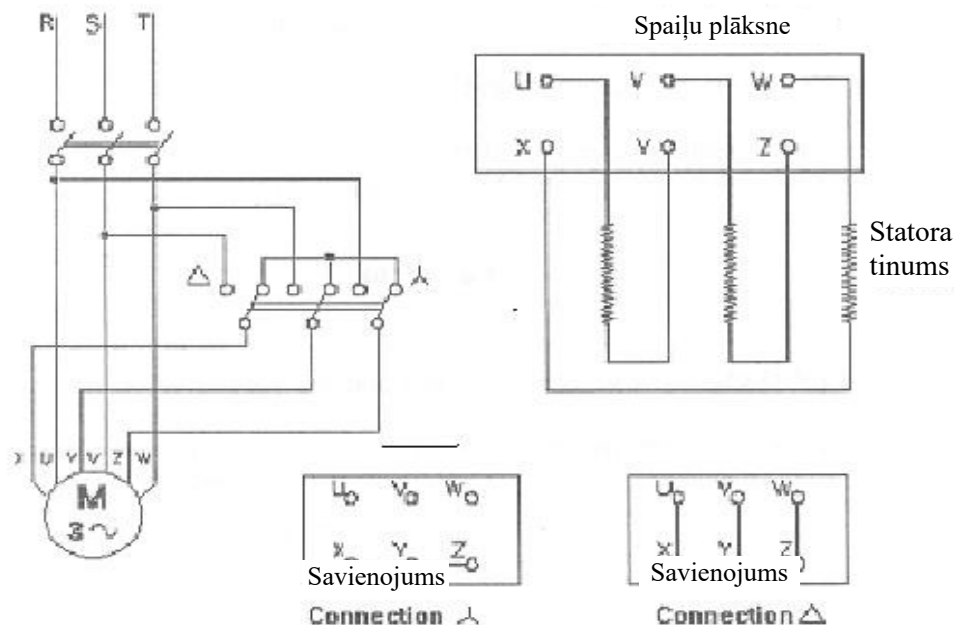 R S T
Spaiļu plāksne
U V W
X Y Z
Statora
tinums
X U Y V Z W
M
3~
U V W
X Y Z
Savienojums
Connection
U V W
X Y Z
Savienojums
Connection △